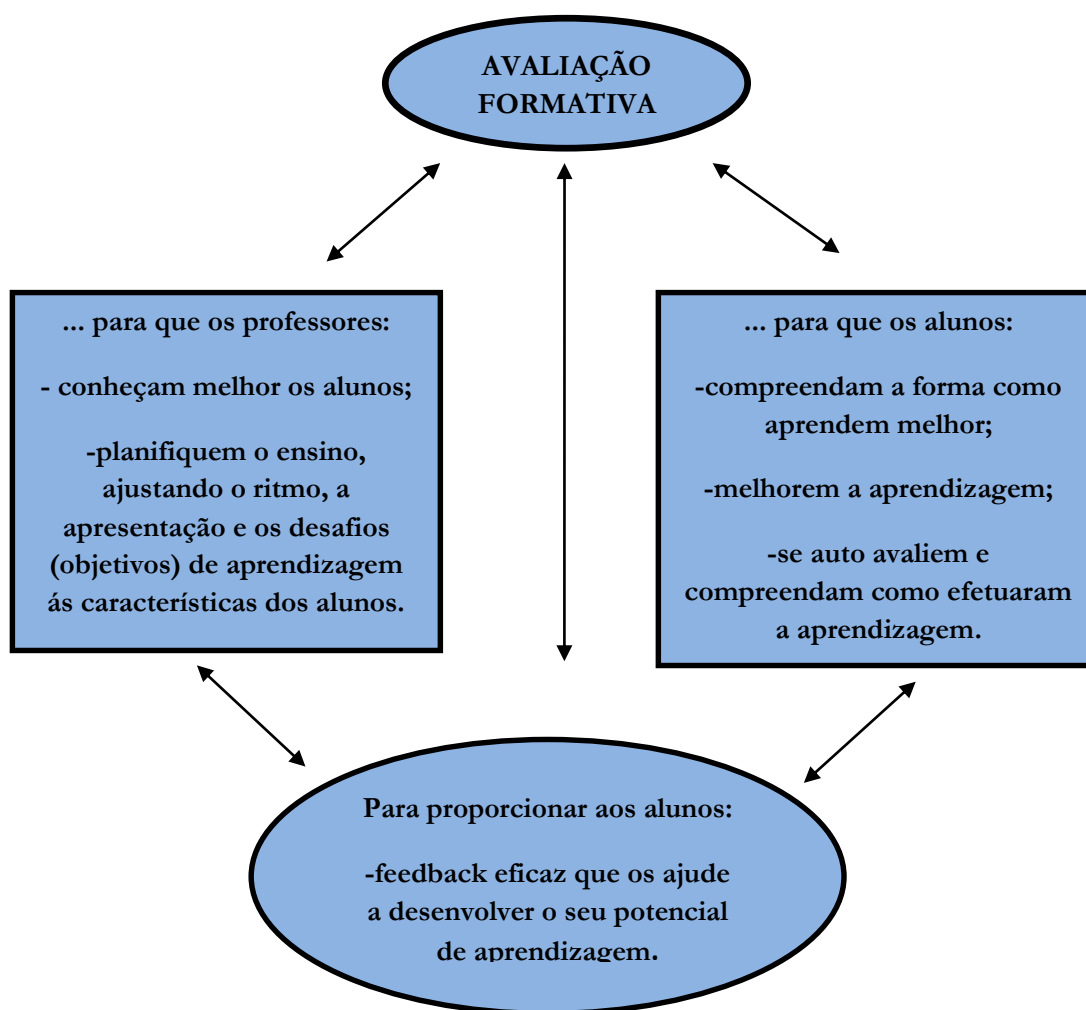 AVALIAÇÃO
FORMATIVA
... para que os professores:
- conheçam melhor os alunos;
-planifiquem o ensino,
ajustando o ritmo, a
apresentação e os desafios
(objetivos) de aprendizagem
ás característícas dos alunos.
... para que os alunos:
-compreendam a forma como
aprendem melhor;
-melhorem a aprendizagem;
-se auto avaliem e
compreendam como efetuaram
a aprendizagem.
Para proporcionar aos alunos:
-feedback eficaz que os ajude
a desenvolver o seu potencial
de aprendizagem.